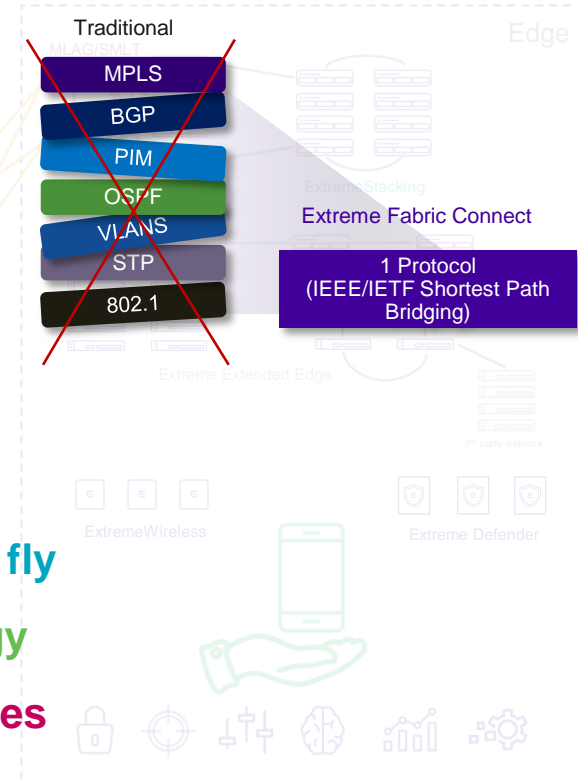 Traditional
Edge
MLAG/SMLT
MPLS
BGP
PIM
OSPF
VLANS
STP
802.1
ExtremeStacking
Extreme Fabric Connect
1 Protocol
(IEEE/IETF Shortest Path
Bridging)
Extreme Extended Edge
3rd party network
ExtremeWireless
Extreme Defender
fly
gy
es